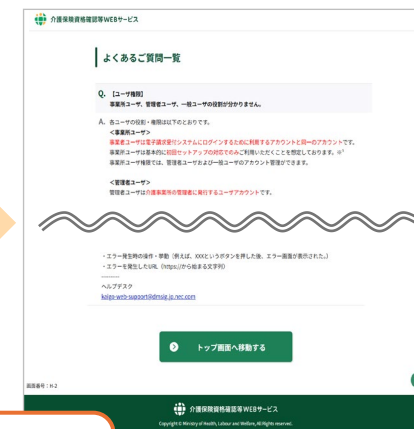 介護保険資格確認等WEBサービス
よくあるご質問一覧
Q. 【ユーザ権限】
事業所ユーザ、管理者ユーザ、一般ユーザの役割が分かりません。
A. 各ユーザの役割・権限は以下のとおりです。
<事業所ユーザ>
事業者ユーザは電子請求受付システムにログインするために利用するアカウントと同一のアカウントです。
事業所ユーザは基本的に初回セットアップの対応でのみご利用いただくことを想定しております。※¹
事業所ユーザ権限では、管理者ユーザおよび一般ユーザのアカウント管理ができます。
<管理者ユーザ>
管理者ユーザは介護事業所の管理者に発行するユーザアカウントです。
・エラー発生時の操作・挙動（例えば、XXXというボタンを押した後、エラー画面が表示された。）
・エラーを発生したURL（https://から始まる文字列）
----------
ヘルプデスク
kaigo-web-support@dmsig.jp.nec.com
トップ画面へ移動する
画面番号：H-2
介護保険資格確認等WEBサービス
Copyright © Ministry of Health, Labour and Welfare, All Rights reserved.